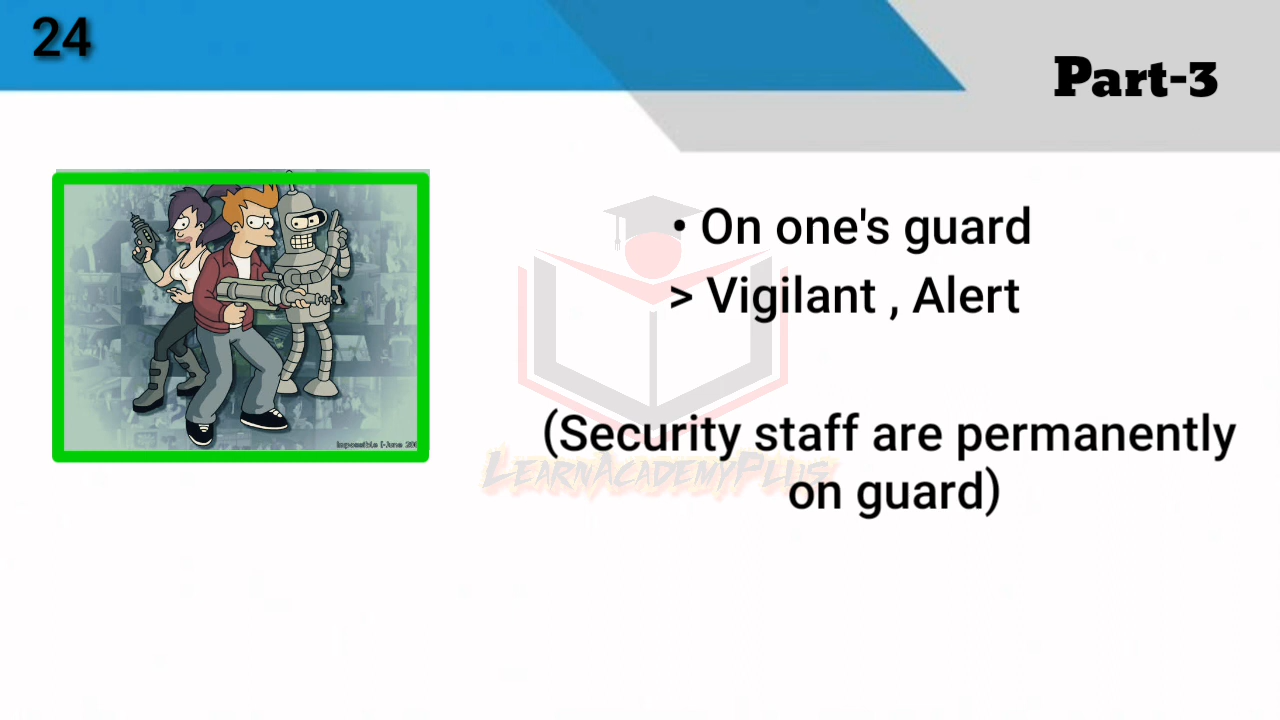 24
Part-3
• On one's guard
> Vigilant , Alert
(Security staff are permanently
on guard)
LearnAcademyPlus